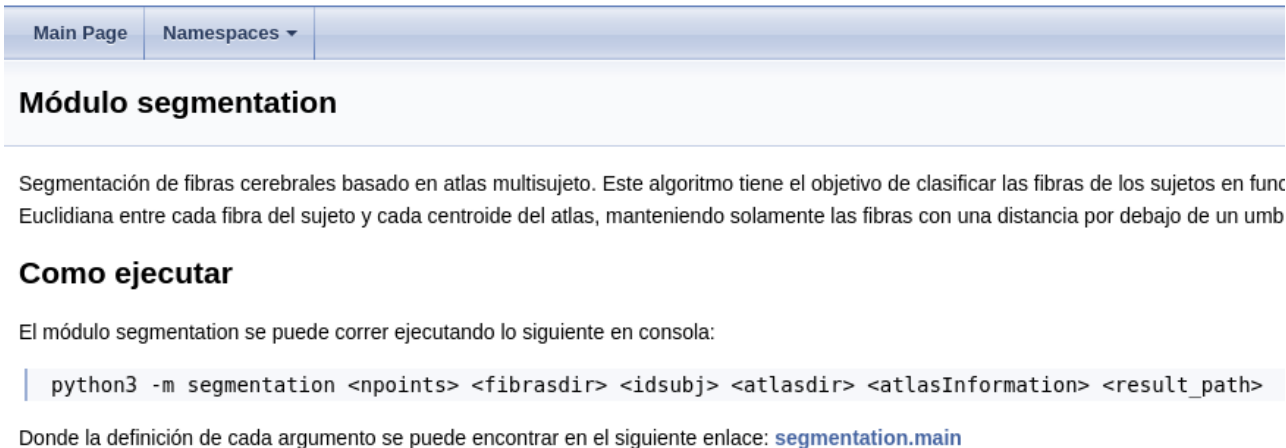 Main Page Namespaces
Módulo segmentation
Segmentación de fibras cerebrales basado en atlas multisujeto. Este algoritmo tiene el objetivo de clasificar las fibras de los sujetos en func
Euclidiana entre cada fibra del sujeto y cada centroide del atlas, manteniendo solamente las fibras con una distancia por debajo de un umb
Como ejecutar
El módulo segmentation se puede correr ejecutando lo siguiente en consola:
python3 -m segmentation <npoints> <fibrasdir> <idsubj> <atlasdir> <atlasInformation> <result_path>
Donde la definición de cada argumento se puede encontrar en el siguiente enlace: segmentation.main